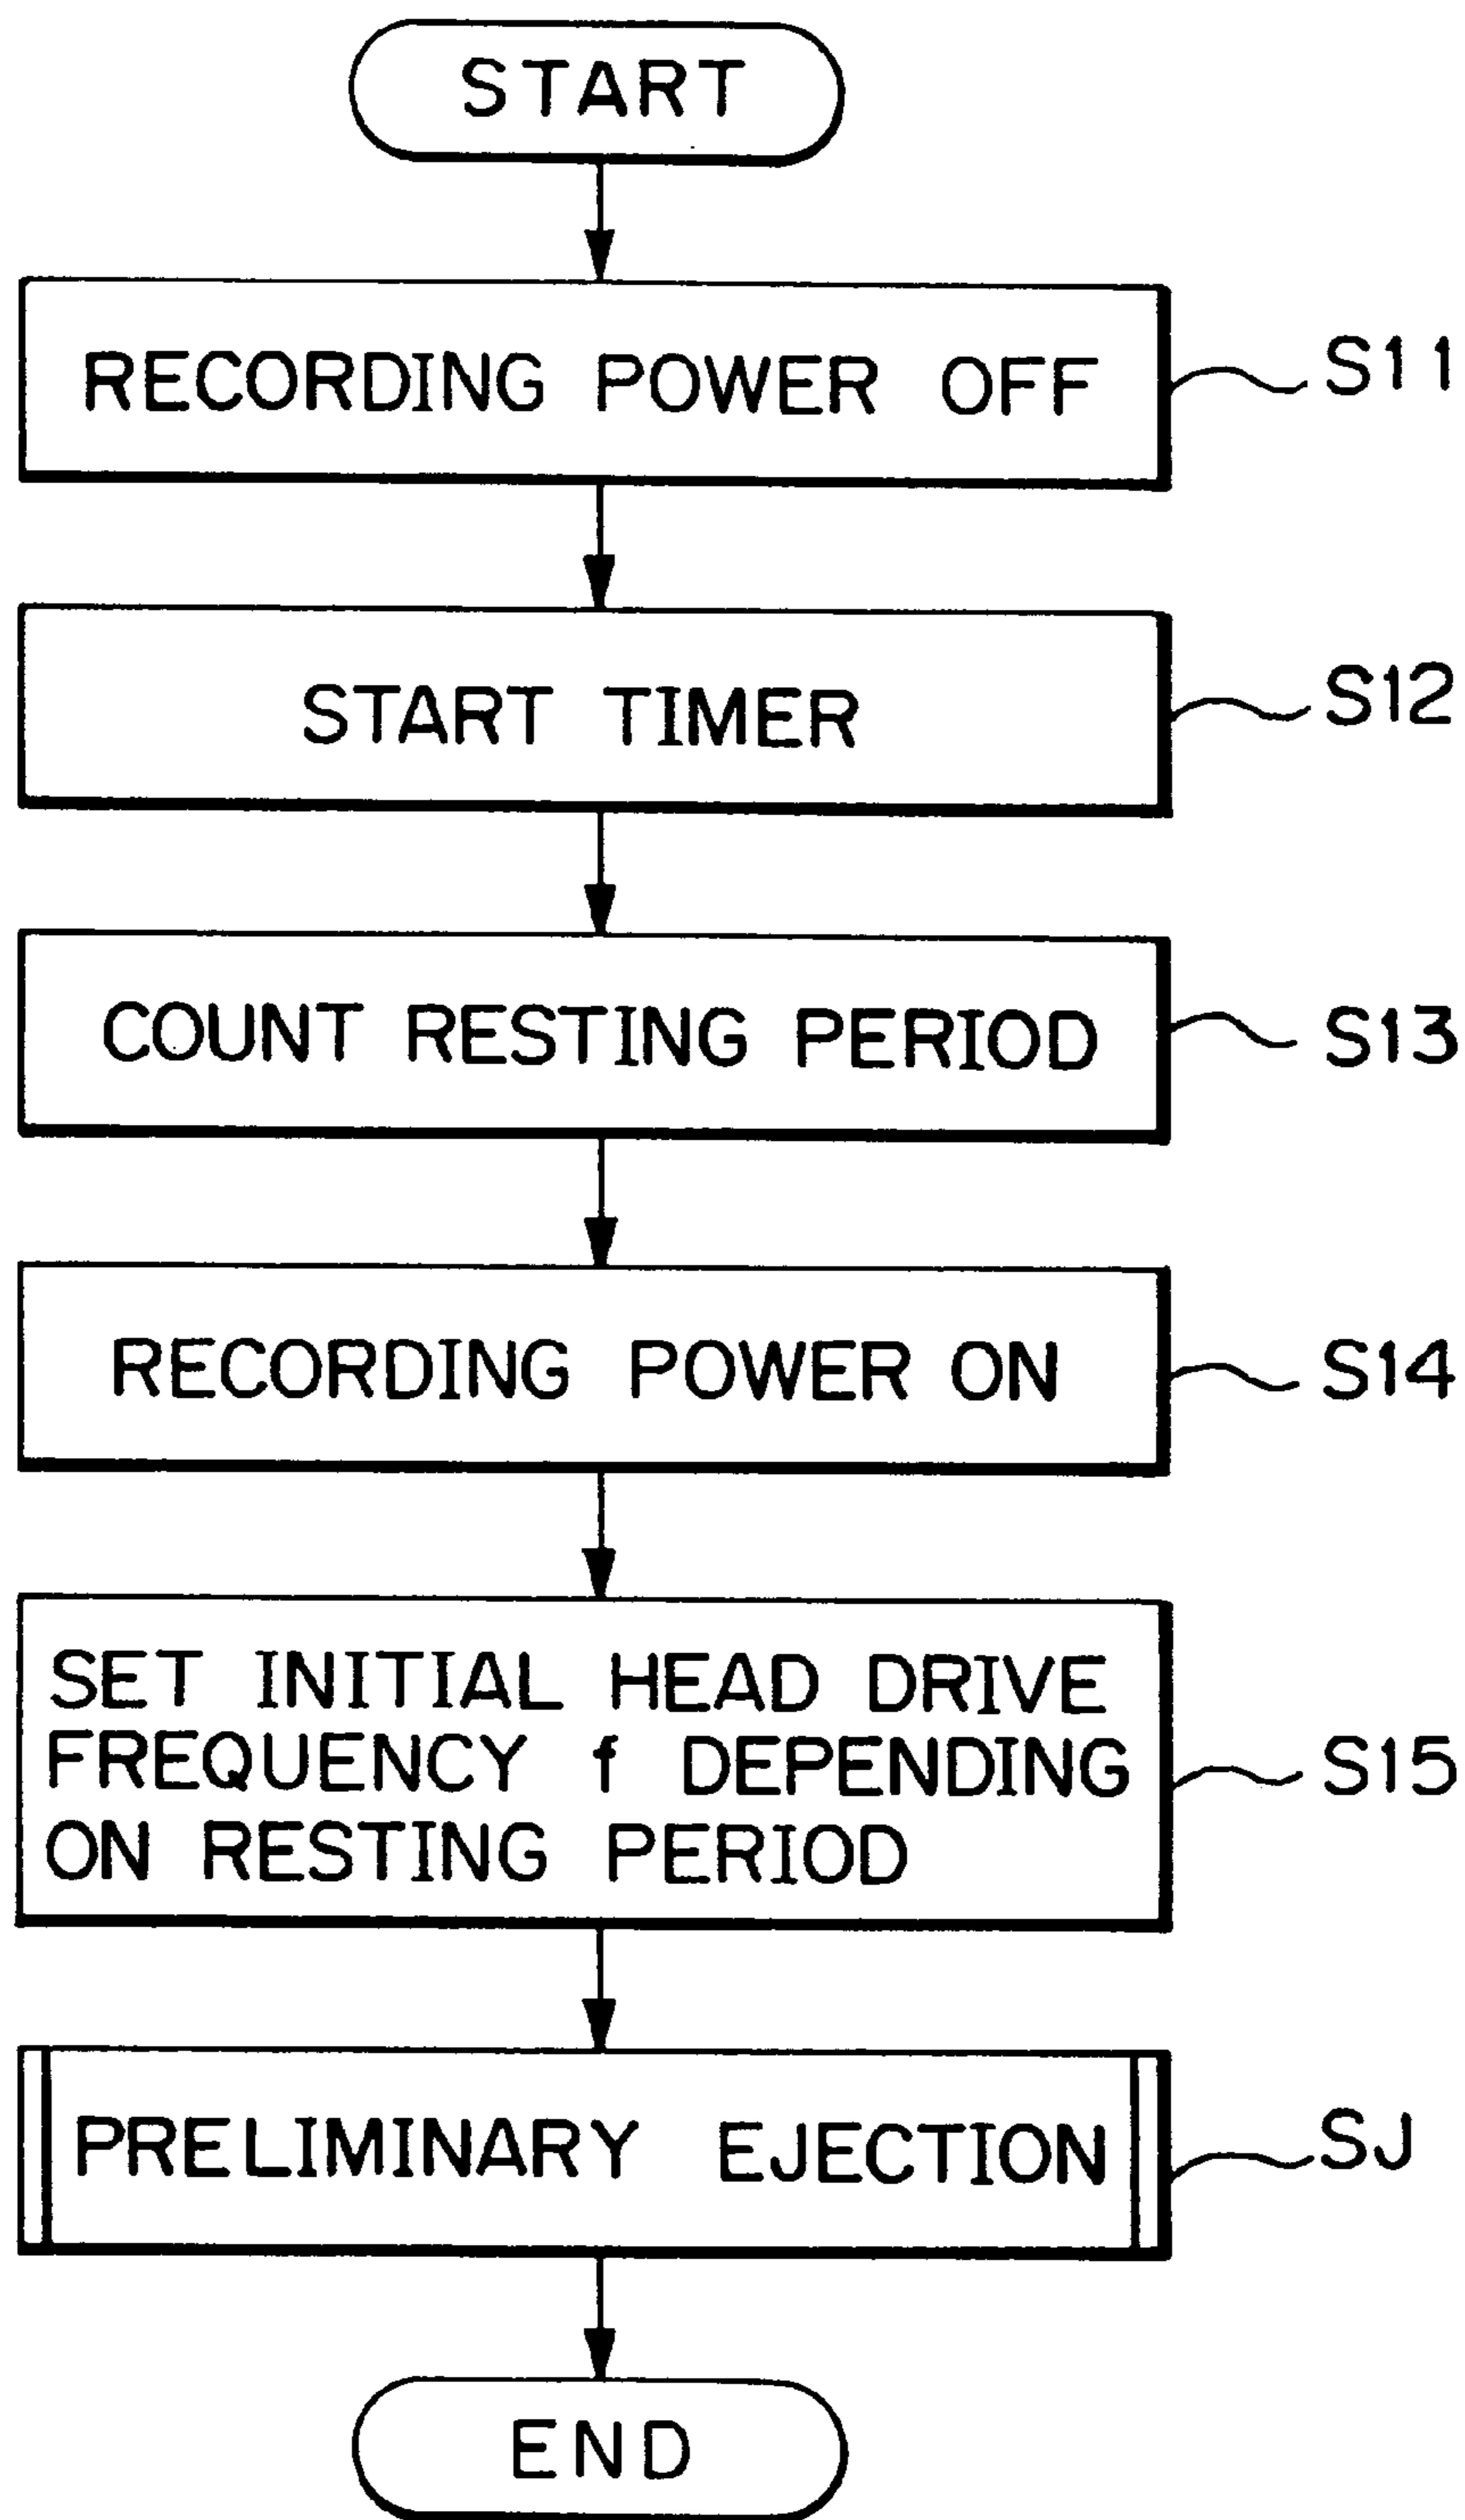 START
RECORDING POWER OFF
S11
START TIMER
S12
COUNT RESTING PERIOD
S13
RECORDING POWER ON
S14
SET INITIAL HEAD DRIVE
FREQUENCY f DEPENDING
ON RESTING PERIOD
S15
PRELIMINARY EJECTION
SJ
END